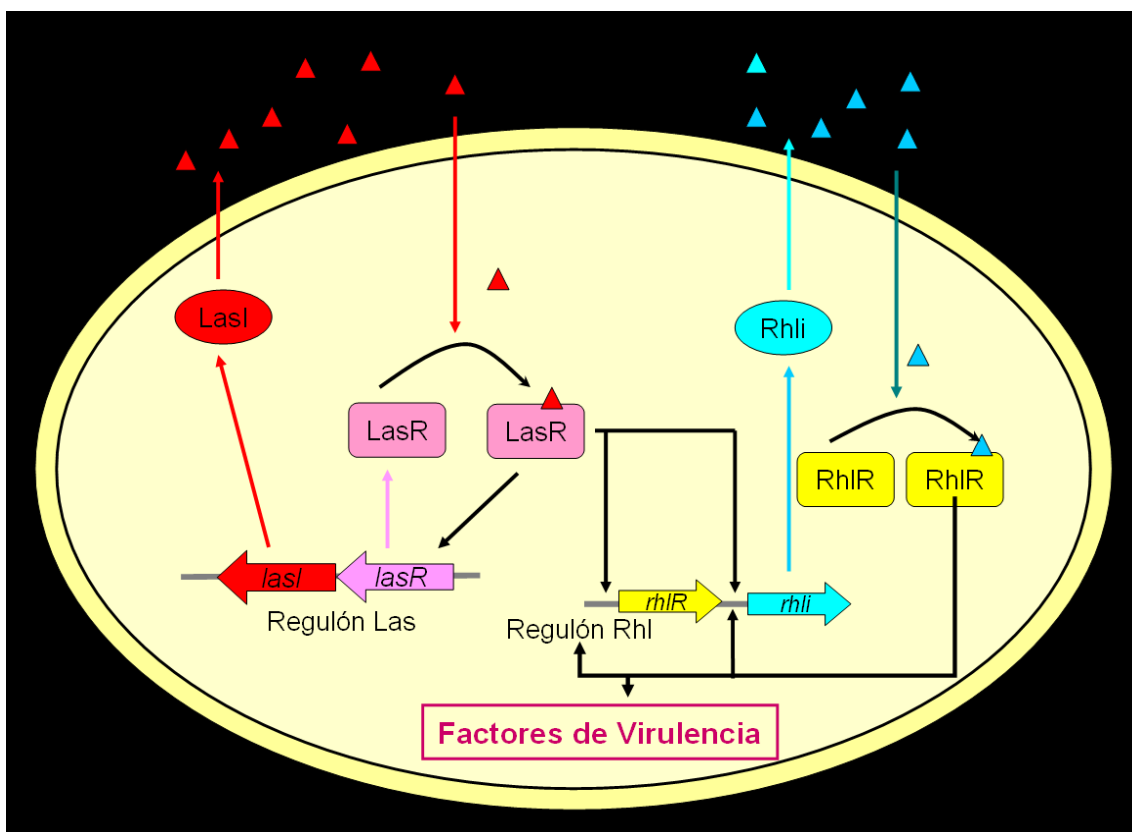 LasI
Rhli
LasR
LasR
RhlR
RhlR
lasI
lasR
Regulón Las
rhlR
rhli
Regulón Rhl
Factores de Virulencia